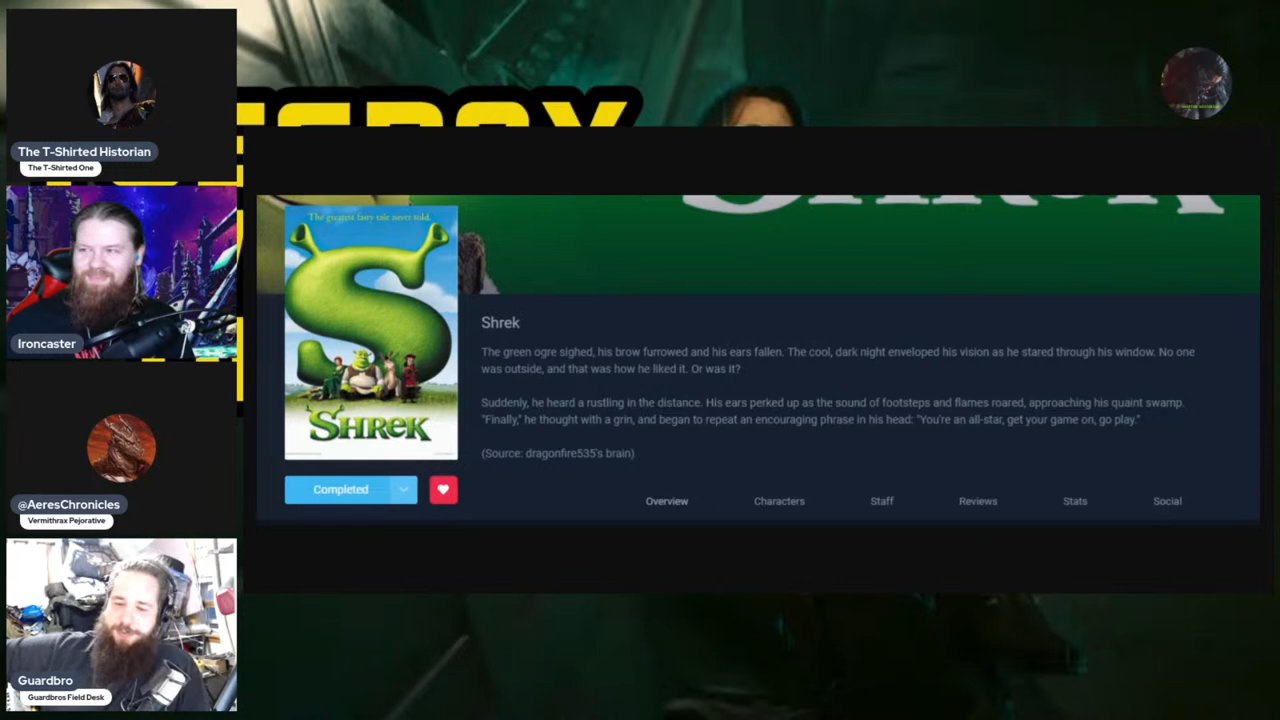 The T-Shirted Historian
The T-Shirted One
Ironcaster
@AeresChronicles
Vermithrax Pejorative
Guardbro
Guardbros Field Desk
The greatest fairy tale never told.
SHREK
Completed
Shrek
The green ogre sighed, his brow furrowed and his ears fallen. The cool, dark night enveloped his vision as he stared through his window. No one
was outside, and that was how he liked it. Or was it?
Suddenly, he heard a rustling in the distance. His ears perked up as the sound of footsteps and flames roared, approaching his quaint swamp.
"Finally," he thought with a grin, and began to repeat an encouraging phrase in his head: "You're an all-star, get your game on, go play."
(Source: dragonfire535's brain)
Overview Characters Staff Reviews Stats Social